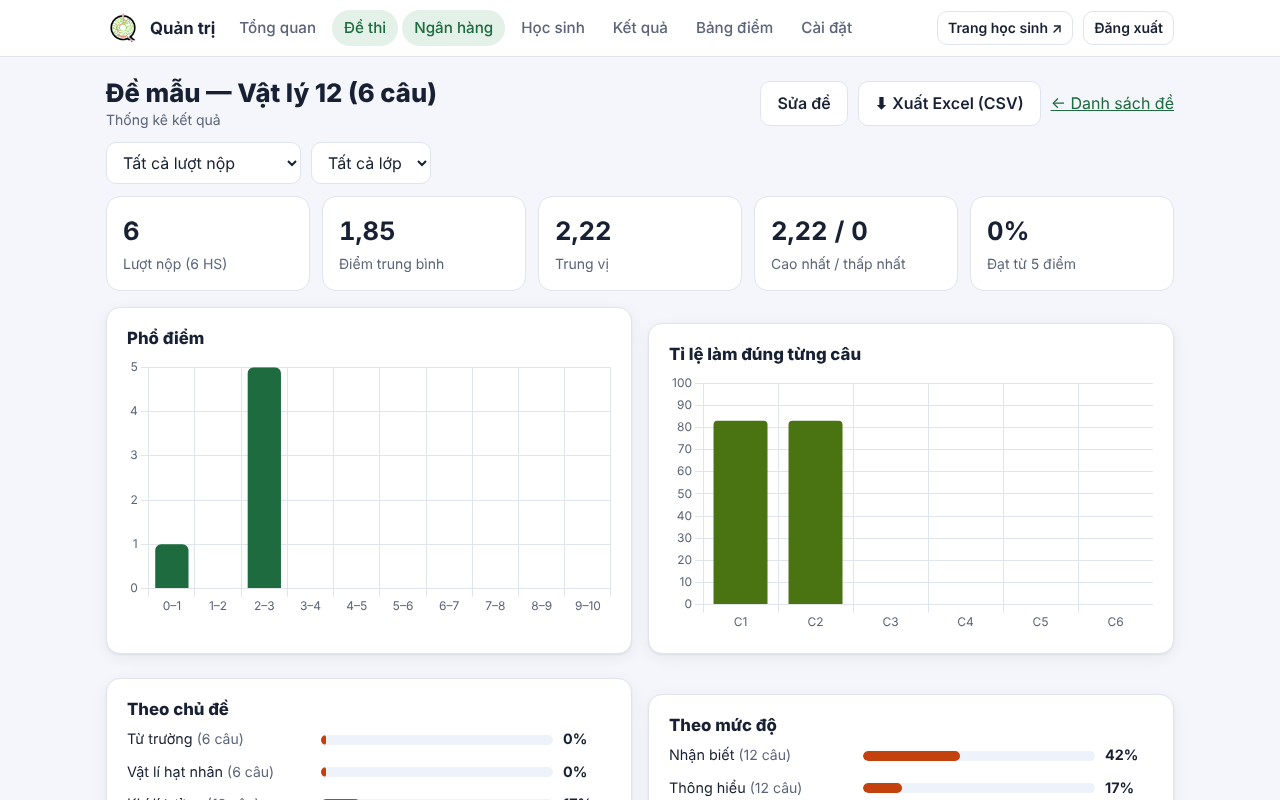 Quản trị Tổng quan Đề thi Ngân hàng Học sinh Kết quả Bảng điểm Cài đặt Trang học sinh ↗ Đăng xuất
Đề mẫu — Vật lý 12 (6 câu)
Thống kê kết quả
Sửa đề ⬇ Xuất Excel (CSV) ← Danh sách đề
Tất cả lượt nộp Tất cả lớp
6
Lượt nộp (6 HS)
1,85
Điểm trung bình
2,22
Trung vị
2,22 / 0
Cao nhất / thấp nhất
0%
Đạt từ 5 điểm
Phổ điểm
5
4
3
2
1
0
0–1 1–2 2–3 3–4 4–5 5–6 6–7 7–8 8–9 9–10
Tỉ lệ làm đúng từng câu
100
90
80
70
60
50
40
30
20
10
0
C1 C2 C3 C4 C5 C6
Theo chủ đề
Từ trường (6 câu) 0%
Vật lí hạt nhân (6 câu) 0%
Theo mức độ
Nhận biết (12 câu) 42%
Thông hiểu (12 câu) 17%